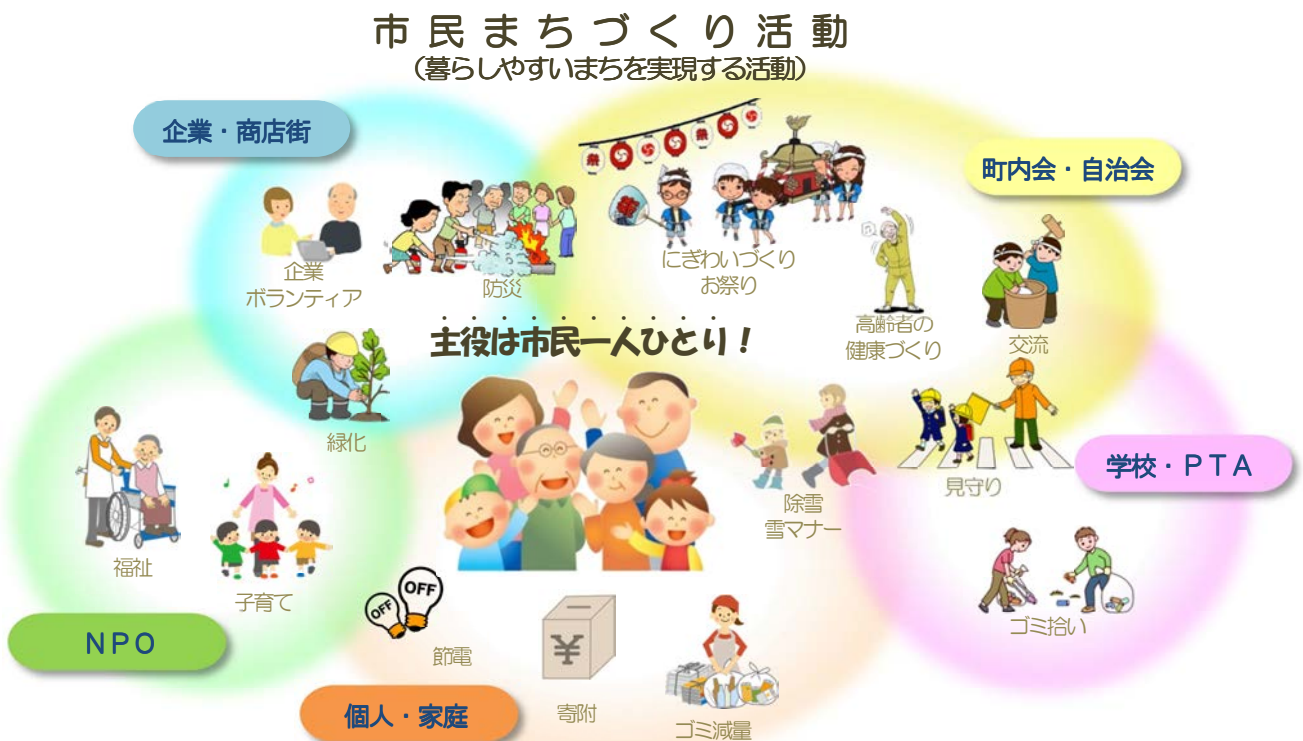 市民まちづくり活動
（暮らしやすいまちを実現する活動）
企業・商店街
町内会・自治会
祭
祭
祭
企業
ボランティア
防災
にぎわいづくり
お祭り
高齢者の
健康づくり
交流
主役は市民一人ひとり！
緑化
除雪
雪マナー
見守り
学校・ＰＴＡ
福祉
子育て
ゴミ拾い
ＮＰＯ
OFF
OFF
節電
¥
寄附
ゴミ減量
個人・家庭